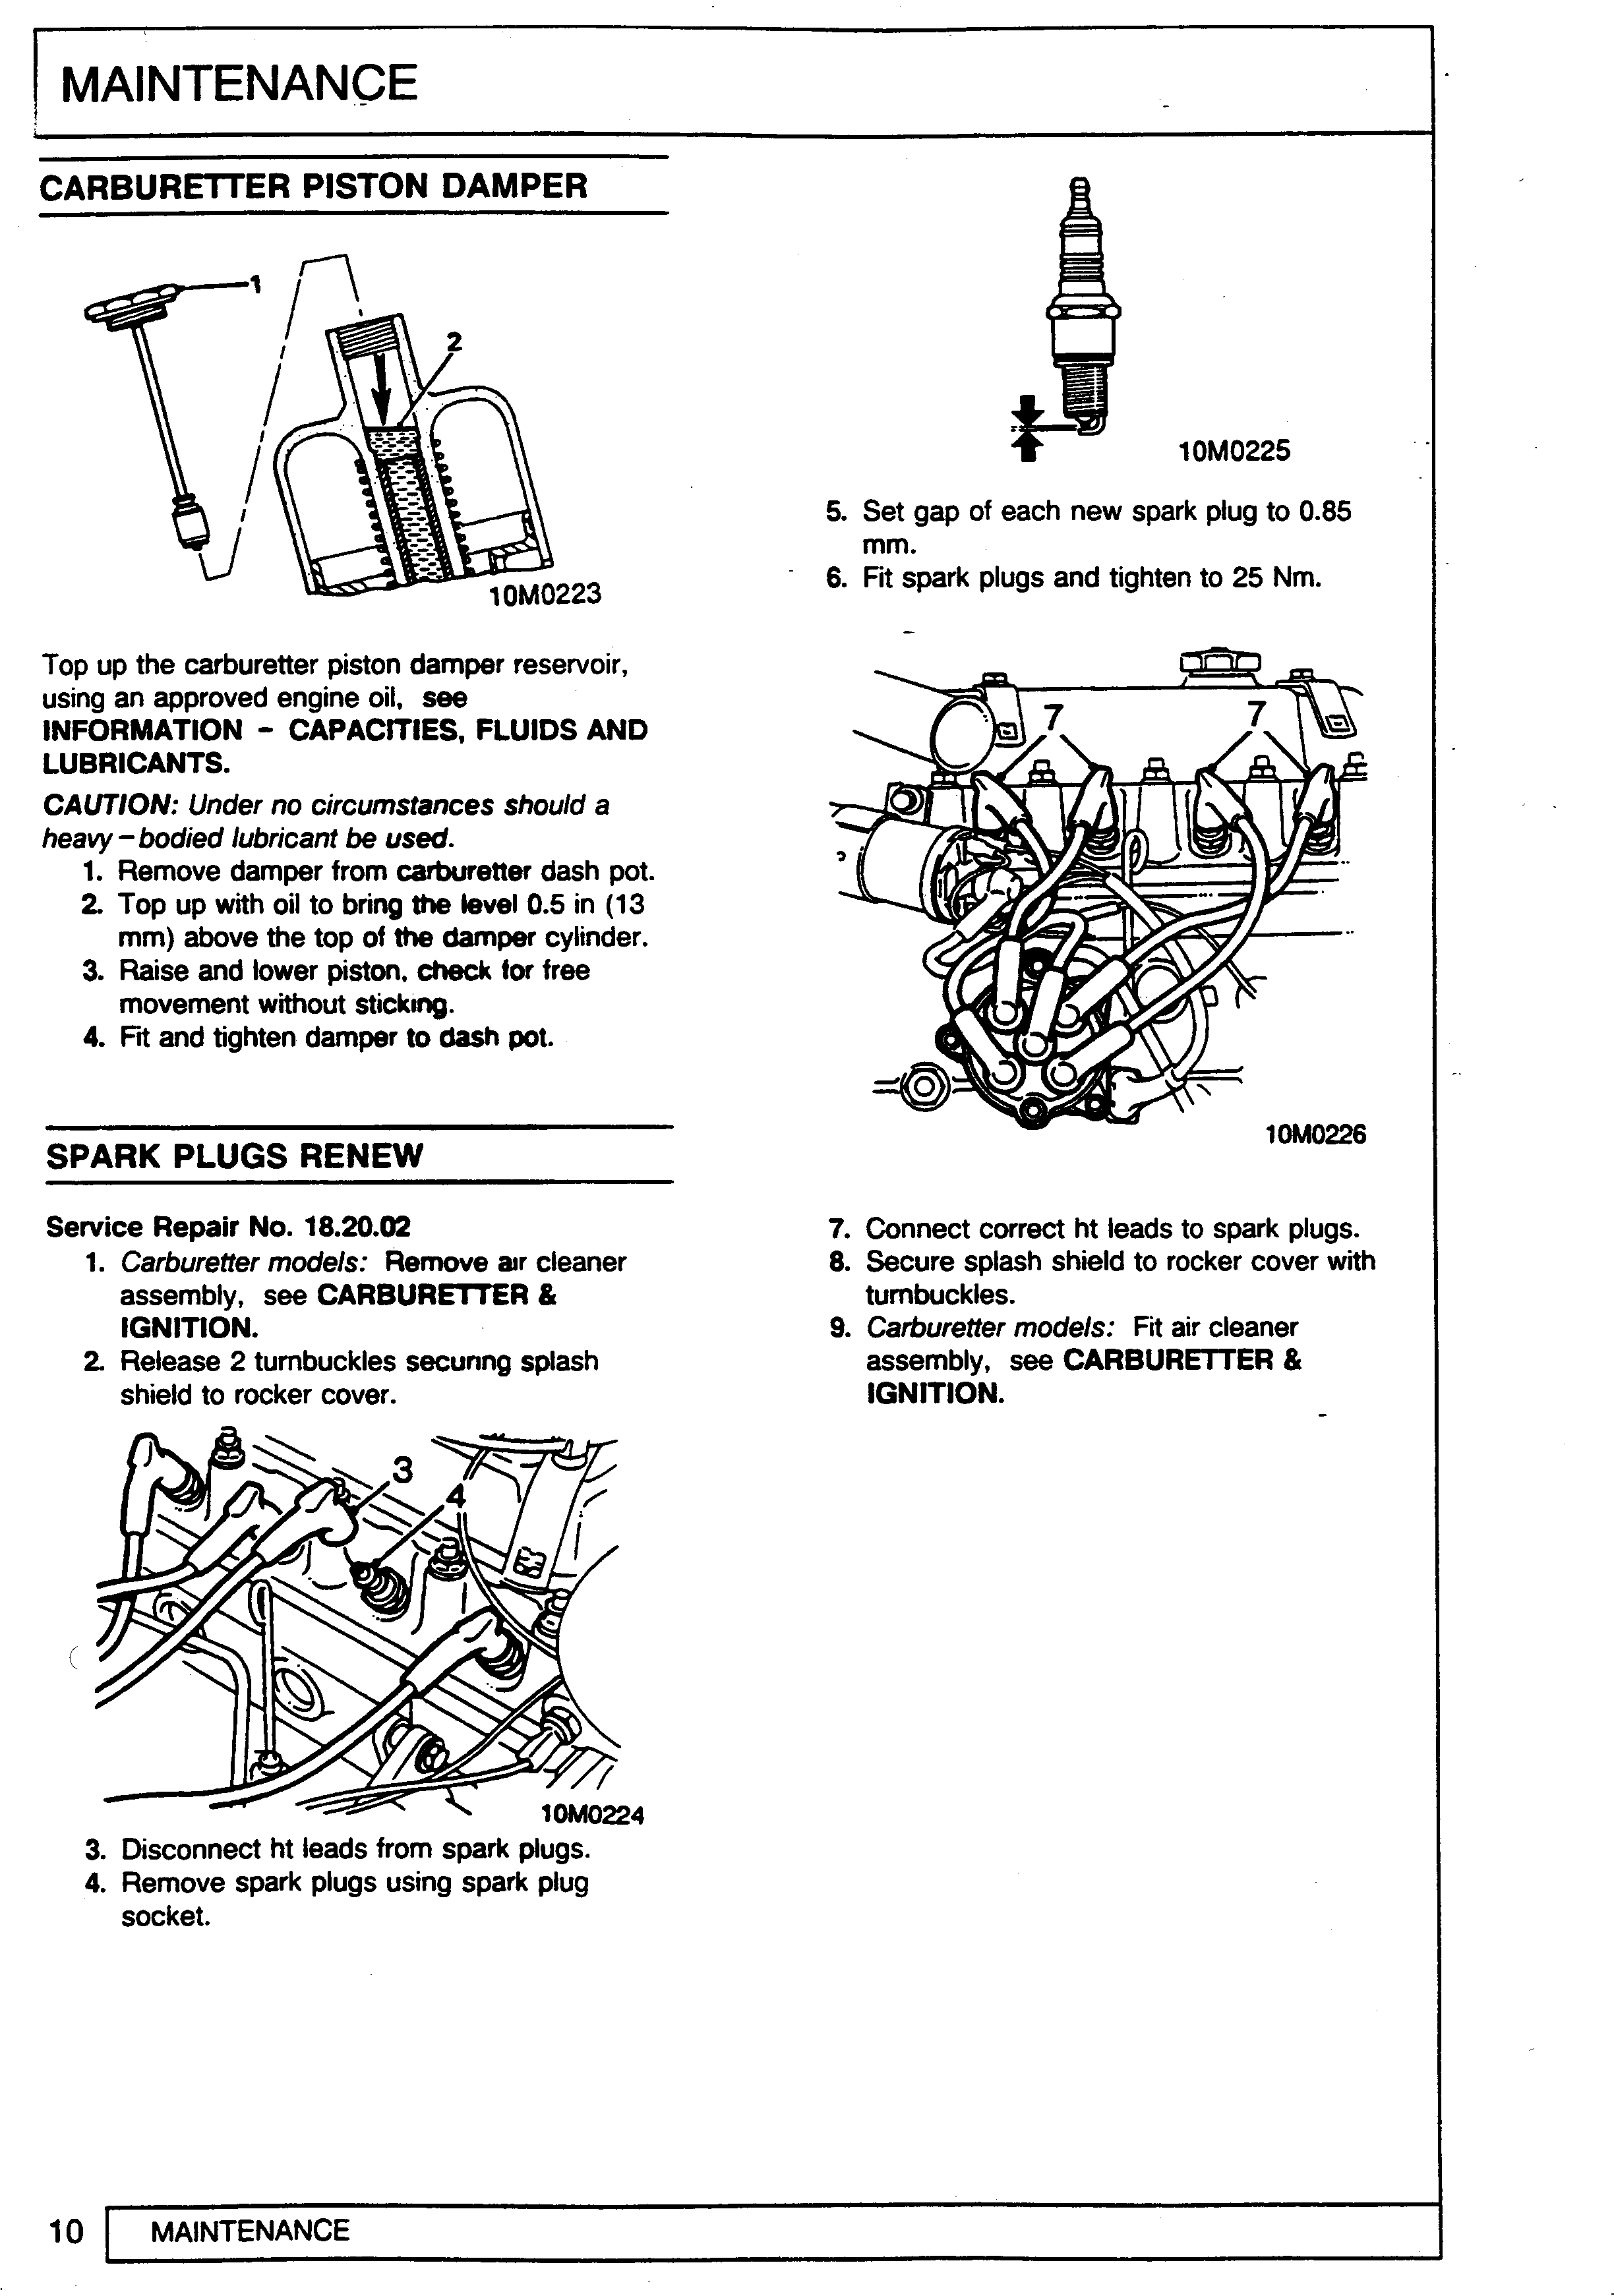 MAINTENANCE
CARBURETTER PISTON DAMPER
1
2
10M0223
Top up the carburetter piston damper reservoir,
using an approved engine oil, see
INFORMATION - CAPACITIES, FLUIDS AND
LUBRICANTS.
CAUTION: Under no circumstances should a
heavy-bodied lubricant be used.
1. Remove damper from carburetter dash pot.
2. Top up with oil to bring the level 0.5 in (13
mm) above the top of the damper cylinder.
3. Raise and lower piston, check for free
movement without sticking.
4. Fit and tighten damper to dash pot.
SPARK PLUGS RENEW
Service Repair No. 18.20.02
1. Carburetter models: Remove air cleaner
assembly, see CARBURETTER &
IGNITION.
2. Release 2 turnbuckles securing splash
shield to rocker cover.
3
4
10M0224
3. Disconnect ht leads from spark plugs.
4. Remove spark plugs using spark plug
socket.
10M0225
5. Set gap of each new spark plug to 0.85
mm.
6. Fit spark plugs and tighten to 25 Nm.
7
7
10M0226
7. Connect correct ht leads to spark plugs.
8. Secure splash shield to rocker cover with
turnbuckles.
9. Carburetter models: Fit air cleaner
assembly, see CARBURETTER &
IGNITION.
10
MAINTENANCE